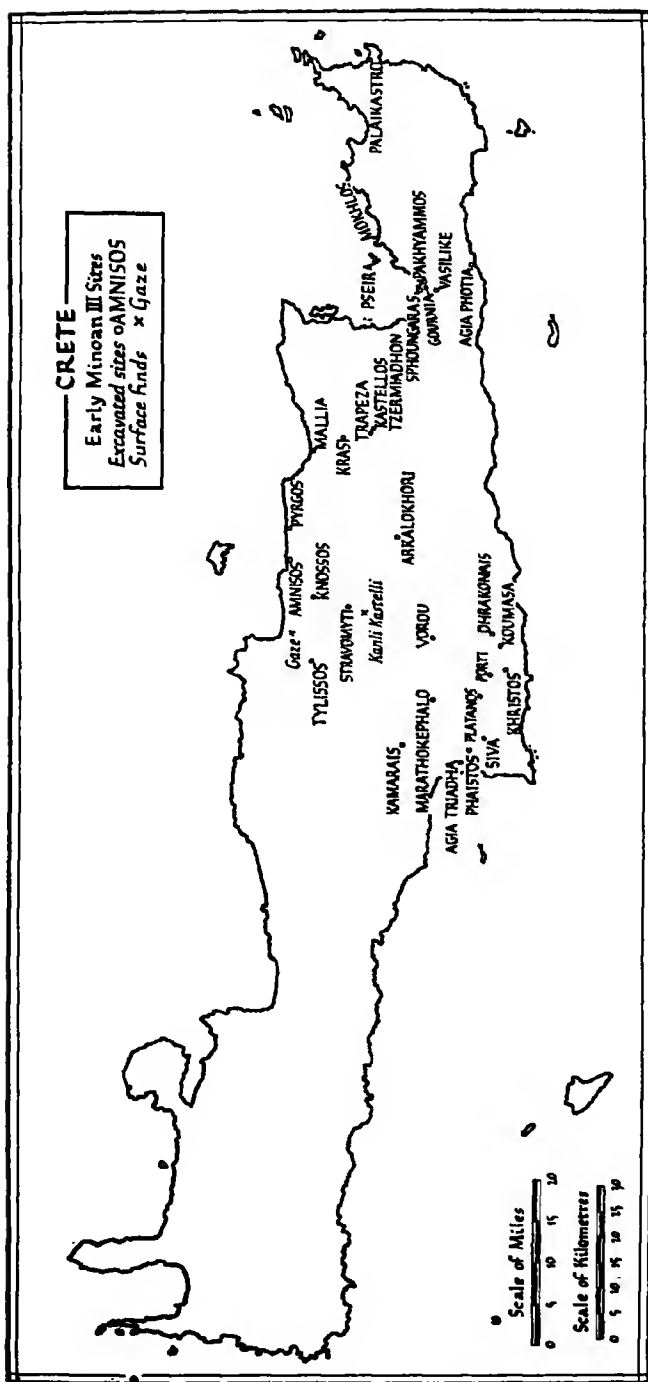 CRETE
Early Minoan III Sites
Excavated sites o AMNISOS
Surface finds x Gaze
PALAIKASTRO
MOKHLOS
PSEIRA
PAKHYAMMOS
SPHOUNGARAS
GOURNIA
VASILIKE
AGIA PHOTIA
MALLIA
KRASI
TRAPEZA
KASTELLOS
TZERMIADHON
PYRGOS
ARKALOKHORI
AMNISOS
KNOSSOS
Gaze
STRAVOMYTI
Kanli Kastelli
TYLISSOS
VOROU
DHRAKONAIS
KOUMASA
PORTI
PLATANOS
KHRISTOS
SIVA
KAMARAIS
MARATHOKEPHALO
AGIA TRIADHA
PHAISTOS
Scale of Miles
0 5 10 15 20
Scale of Kilometres
0 5 10 15 20 25 30